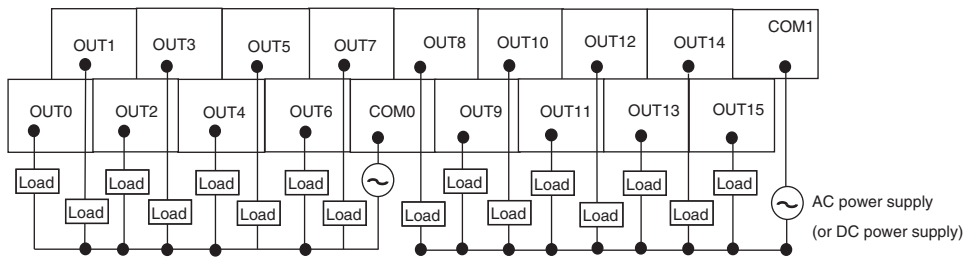 OUT1 OUT3 OUT5 OUT7 OUT8 OUT10 OUT12 OUT14 COM1
OUT0 OUT2 OUT4 OUT6 COM0 OUT9 OUT11 OUT13 OUT15
Load Load Load Load Load Load Load Load
Load Load Load Load Load Load Load Load
AC power supply
(or DC power supply)